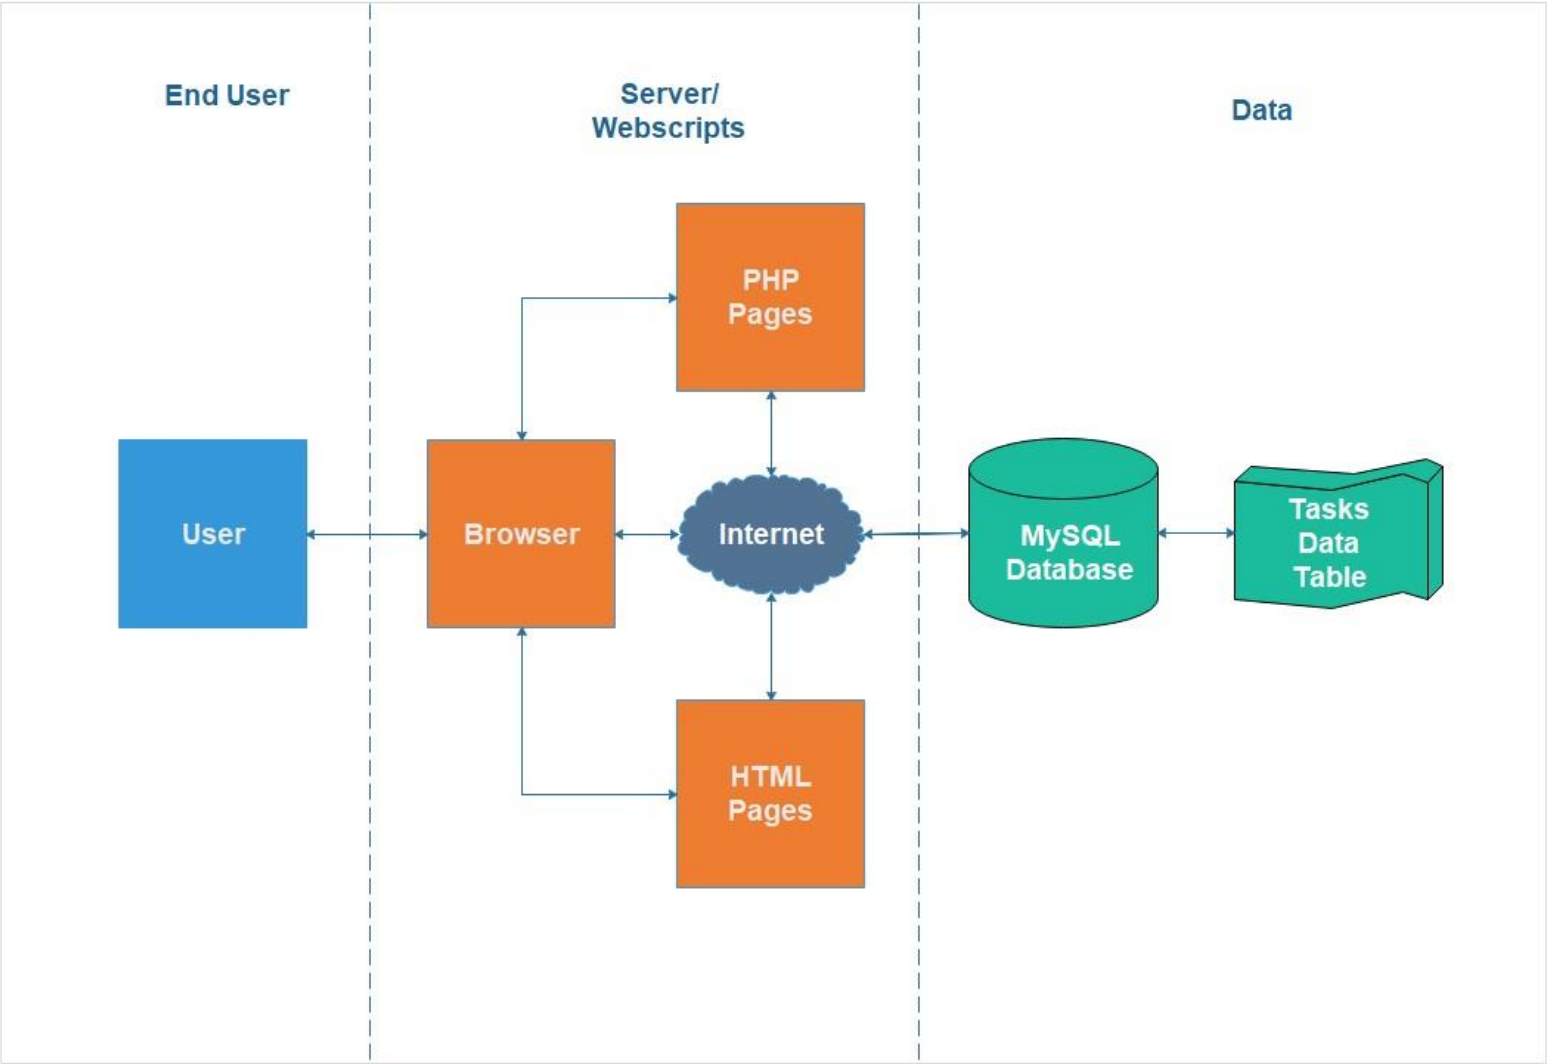 End User
Server/
Webscripts
Data
PHP
Pages
User
Browser
Internet
MySQL
Database
Tasks
Data
Table
HTML
Pages